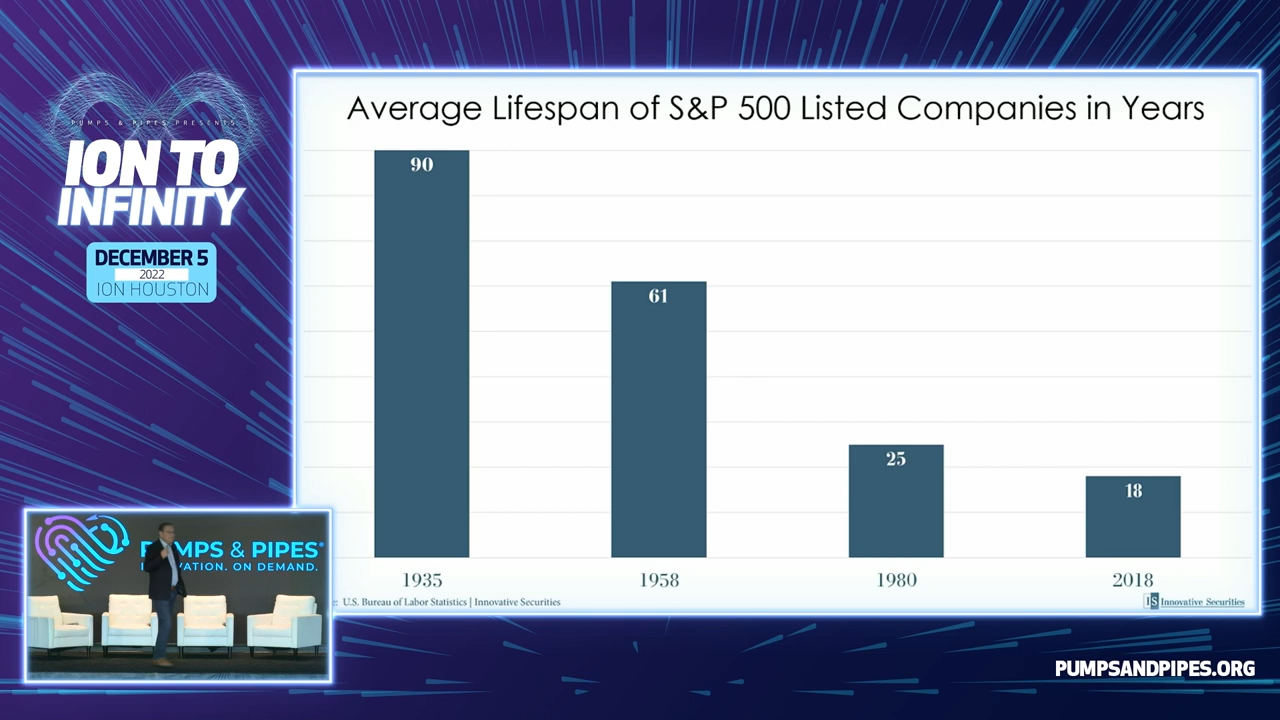 PUMPS & PIPES PRESENTS
ION TO
INFINITY
DECEMBER 5
2022
ION HOUSTON
Average Lifespan of S&P 500 Listed Companies in Years
90
61
25
18
1935
1958
1980
2018
U.S. Bureau of Labor Statistics | Innovative Securities
IS Innovative Securities
PUMPS & PIPES
INNOVATION. ON DEMAND.
PUMPSANDPIPES.ORG